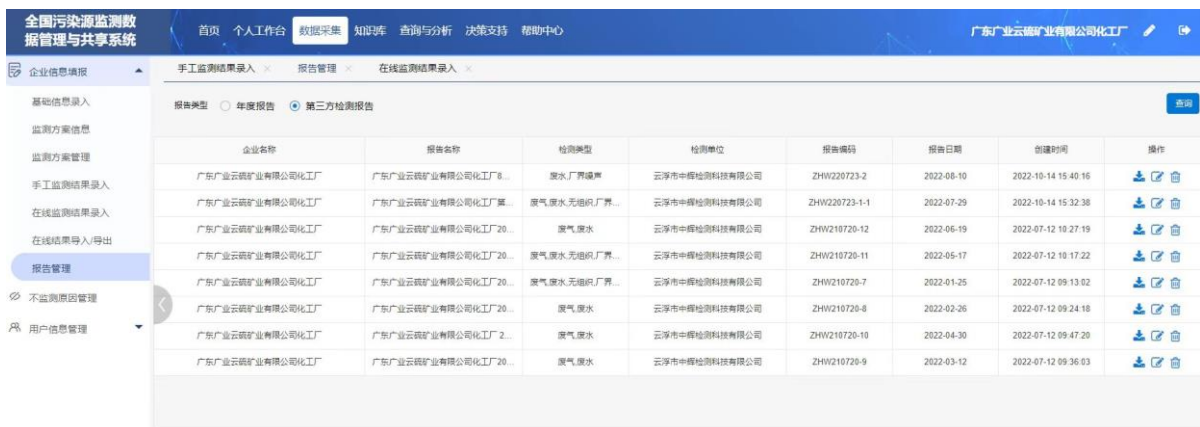 全国污染源监测数
据管理与共享系统
首页 个人工作台 数据采集 知识库 查询与分析 决策支持 帮助中心
广东广业云硫矿业有限公司化工厂
企业信息填报
基础信息录入
监测方案信息
监测方案管理
手工监测结果录入
在线监测结果录入
在线结果导入/导出
报告管理
不监测原因管理
用户信息管理
手工监测结果录入 × 报告管理 × 在线监测结果录入 ×
报告类型 年度报告 第三方检测报告
查询
企业名称 报告名称 检测类型 检测单位 报告编码 报告日期 创建时间 操作
广东广业云硫矿业有限公司化工厂 广东广业云硫矿业有限公司化工厂8... 废水,厂界噪声 云浮市中辉检测科技有限公司 ZHW220723-2 2022-08-10 2022-10-14 15:40:16
广东广业云硫矿业有限公司化工厂 广东广业云硫矿业有限公司化工厂第... 废气,废水,无组织,厂界... 云浮市中辉检测科技有限公司 ZHW220723-1-1 2022-07-29 2022-10-14 15:32:38
广东广业云硫矿业有限公司化工厂 广东广业云硫矿业有限公司化工厂20... 废气,废水 云浮市中辉检测科技有限公司 ZHW210720-12 2022-06-19 2022-07-12 10:27:19
广东广业云硫矿业有限公司化工厂 广东广业云硫矿业有限公司化工厂20... 废气,废水,无组织,厂界... 云浮市中辉检测科技有限公司 ZHW210720-11 2022-05-17 2022-07-12 10:17:22
广东广业云硫矿业有限公司化工厂 广东广业云硫矿业有限公司化工厂20... 废气,废水,无组织,厂界... 云浮市中辉检测科技有限公司 ZHW210720-7 2022-01-25 2022-07-12 09:13:02
广东广业云硫矿业有限公司化工厂 广东广业云硫矿业有限公司化工厂20... 废气,废水 云浮市中辉检测科技有限公司 ZHW210720-8 2022-02-26 2022-07-12 09:24:18
广东广业云硫矿业有限公司化工厂 广东广业云硫矿业有限公司化工厂 2... 废气,废水 云浮市中辉检测科技有限公司 ZHW210720-10 2022-04-30 2022-07-12 09:47:20
广东广业云硫矿业有限公司化工厂 广东广业云硫矿业有限公司化工厂20... 废气,废水 云浮市中辉检测科技有限公司 ZHW210720-9 2022-03-12 2022-07-12 09:36:03